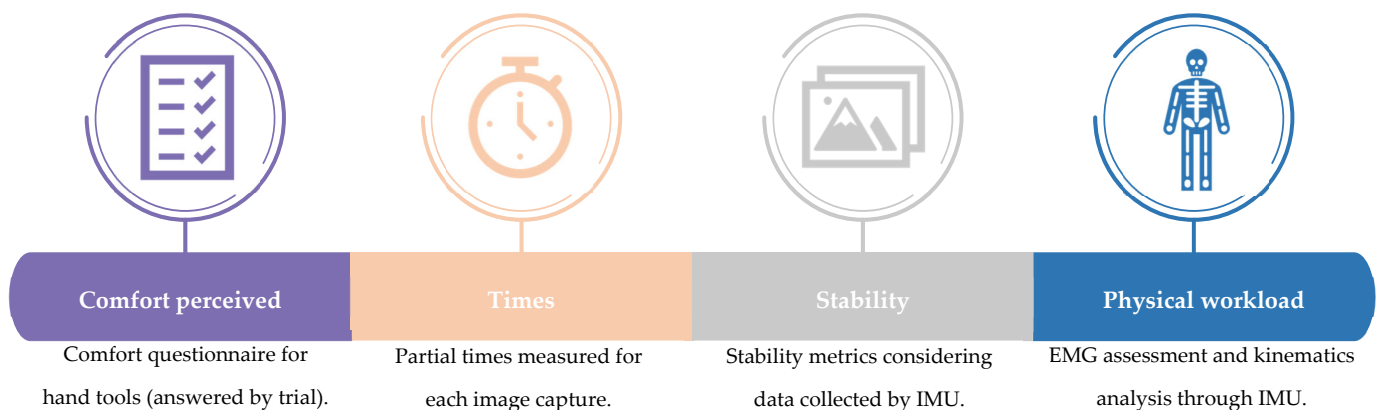 Comfort perceived
Times
Stability
Physical workload
Comfort questionnaire for
hand tools (answered by trial).
Partial times measured for
each image capture.
Stability metrics considering
data collected by IMU.
EMG assessment and kinematics
analysis through IMU.